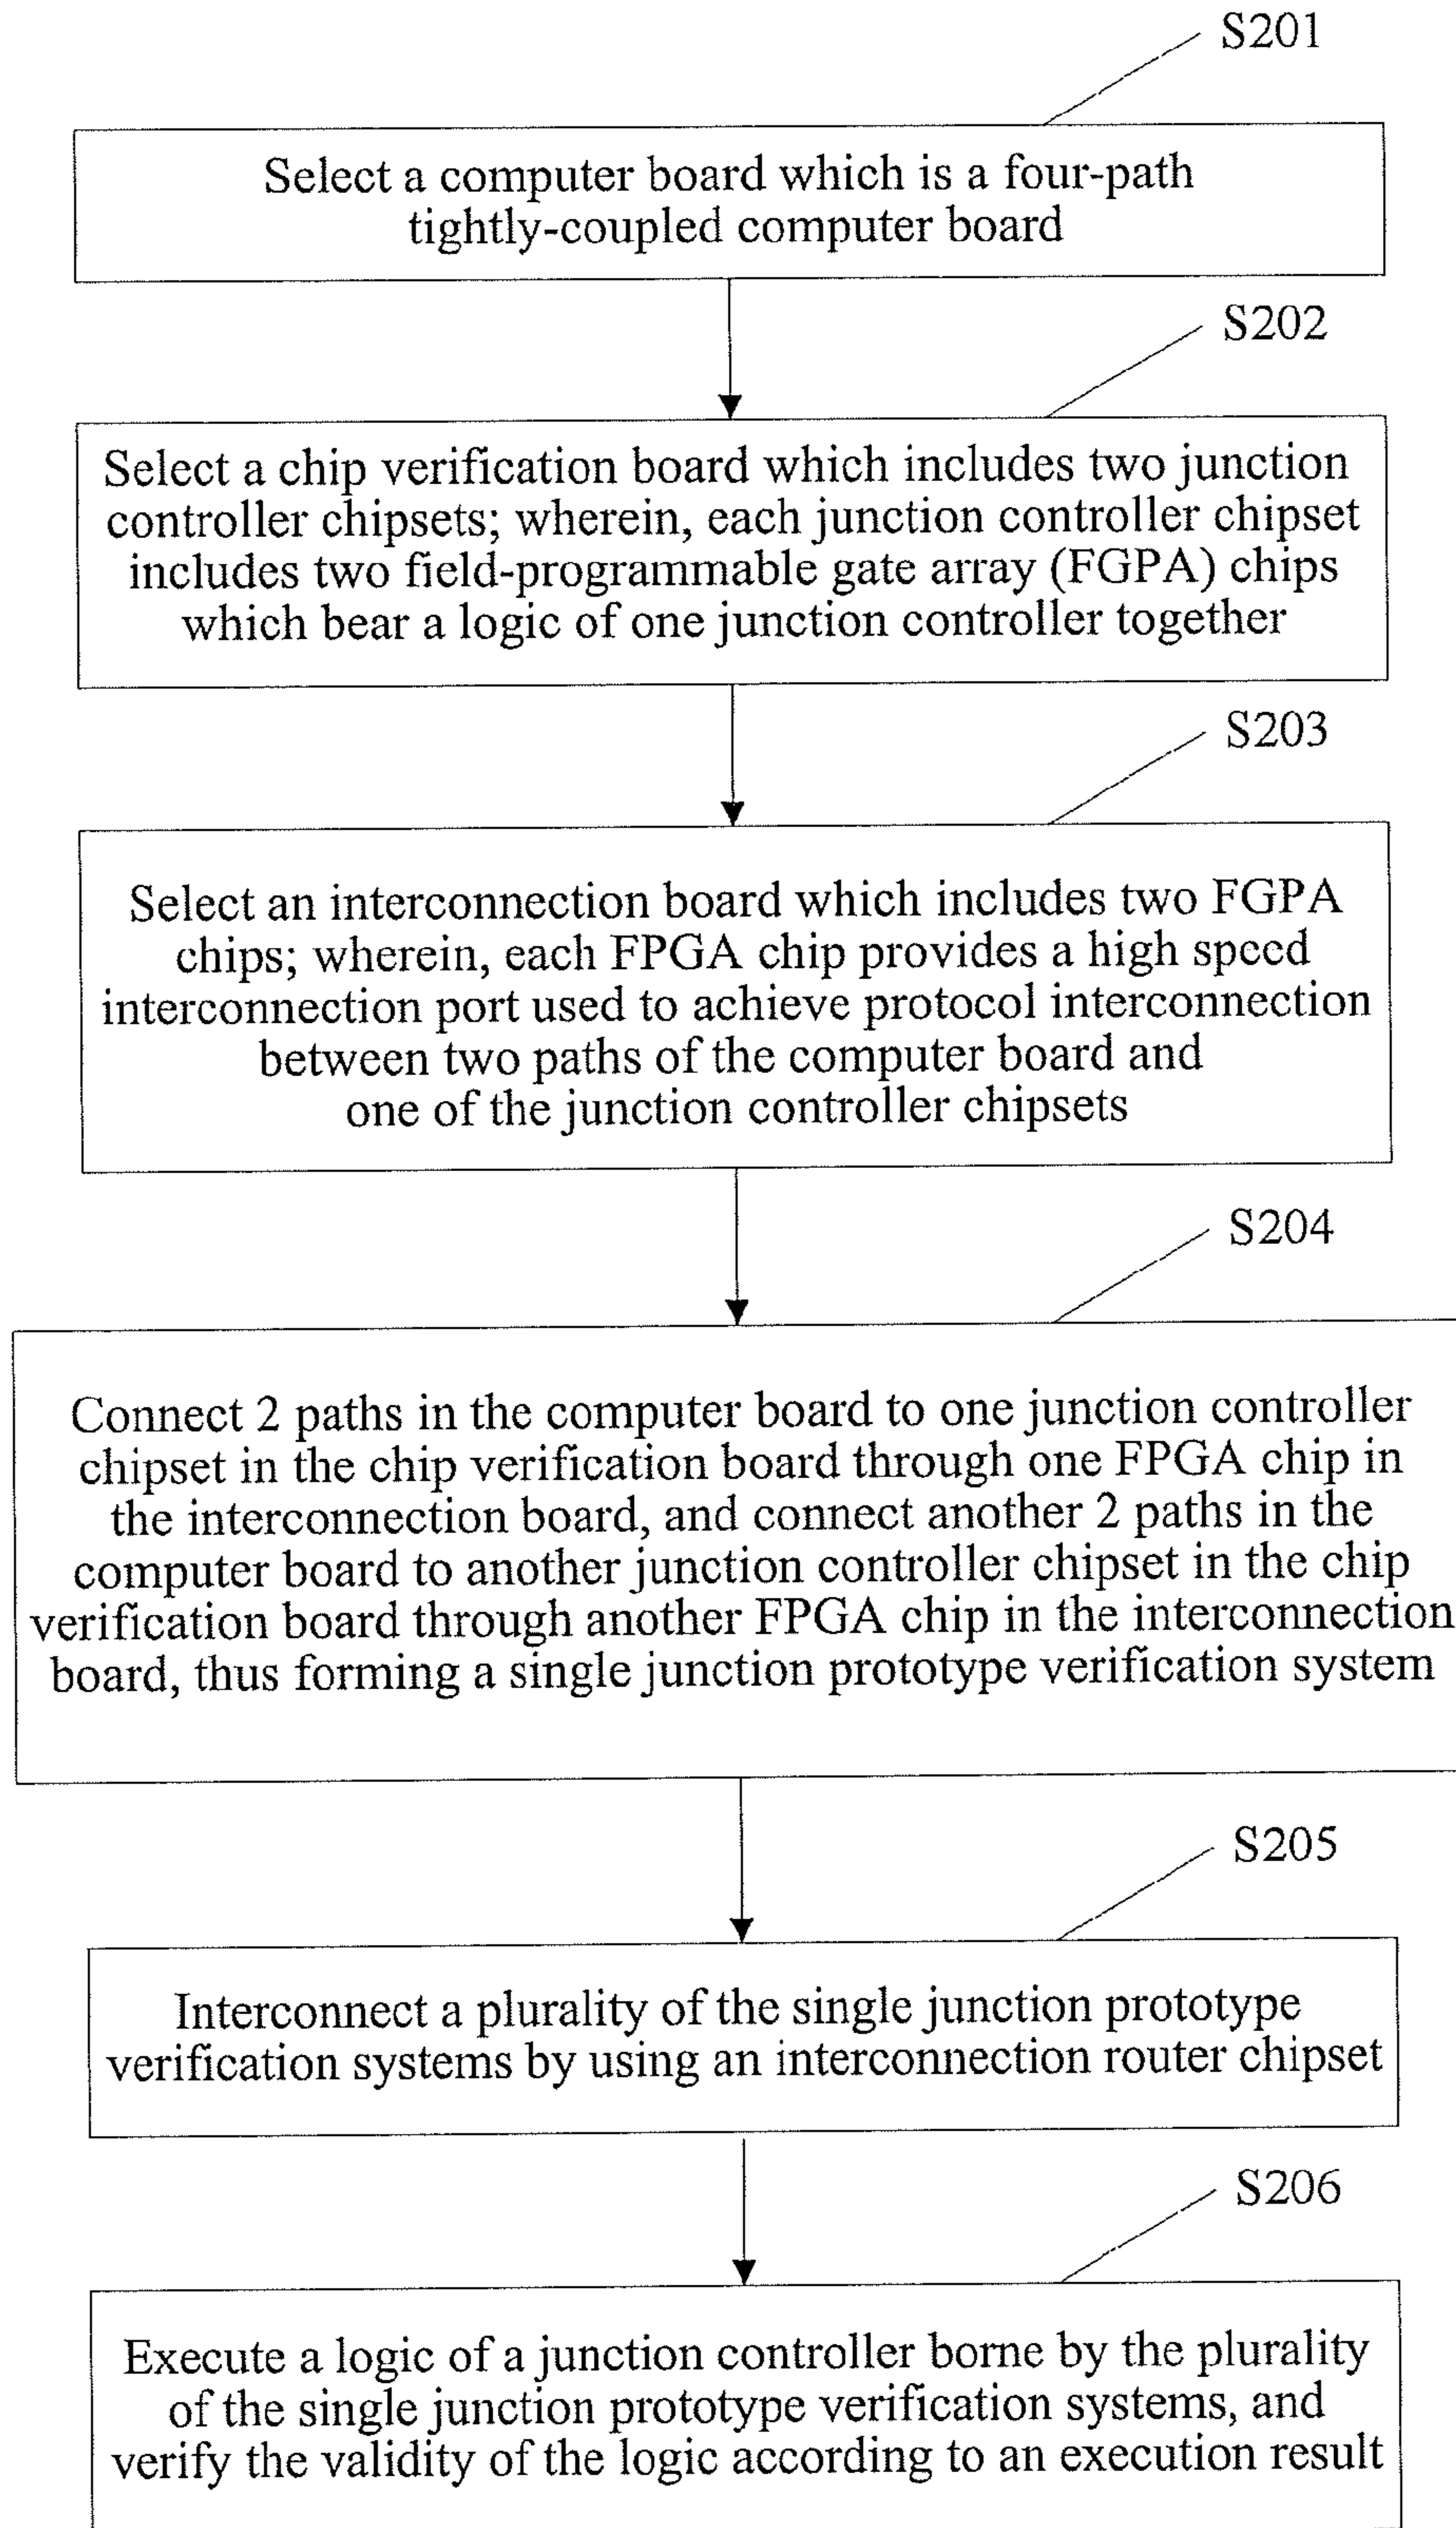 S201
Select a computer board which is a four-path
tightly-coupled computer board
S202
Select a chip verification board which includes two junction
controller chipsets; wherein, each junction controller chipset
includes two field-programmable gate array (FGPA) chips
which bear a logic of one junction controller together
S203
Select an interconnection board which includes two FGPA
chips; wherein, each FPGA chip provides a high speed
interconnection port used to achieve protocol interconnection
between two paths of the computer board and
one of the junction controller chipsets
S204
Connect 2 paths in the computer board to one junction controller
chipset in the chip verification board through one FPGA chip in
the interconnection board, and connect another 2 paths in the
computer board to another junction controller chipset in the chip
verification board through another FPGA chip in the interconnection
board, thus forming a single junction prototype verification system
S205
Interconnect a plurality of the single junction prototype
verification systems by using an interconnection router chipset
S206
Execute a logic of a junction controller borne by the plurality
of the single junction prototype verification systems, and
verify the validity of the logic according to an execution result